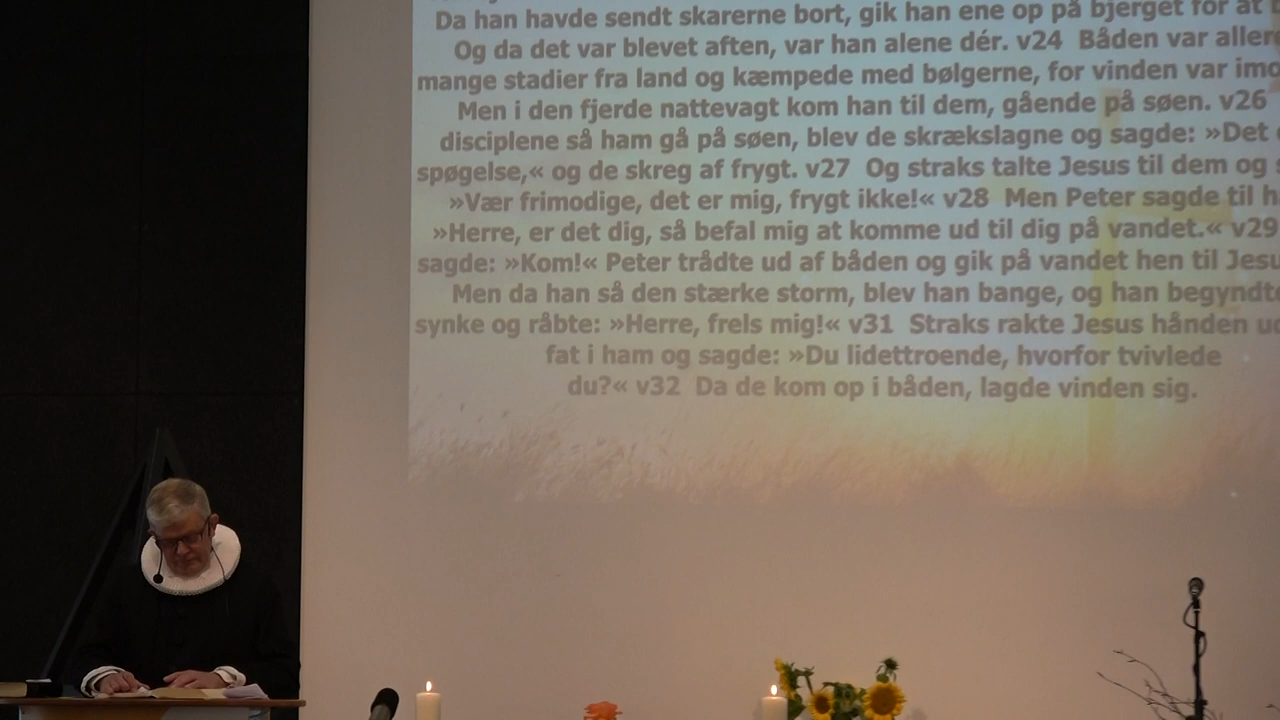 Da han havde sendt skarerne bort, gik han ene op på bjerget for at
Og da det var blevet aften, var han alene dér. v24 Båden var aller
mange stadier fra land og kæmpede med bølgerne, for vinden var imo
Men i den fjerde nattevagt kom han til dem, gående på søen. v26
disciplene så ham gå på søen, blev de skrækslagne og sagde: »Det
spøgelse,« og de skreg af frygt. v27 Og straks talte Jesus til dem og
»Vær frimodige, det er mig, frygt ikke!« v28 Men Peter sagde til h
»Herre, er det dig, så befal mig at komme ud til dig på vandet.« v29
sagde: »Kom!« Peter trådte ud af båden og gik på vandet hen til Jesu
Men da han så den stærke storm, blev han bange, og han begyndt
synke og råbte: »Herre, frels mig!« v31 Straks rakte Jesus hånden u
fat i ham og sagde: »Du lidettroende, hvorfor tvivlede
du?« v32 Da de kom op i båden, lagde vinden sig.